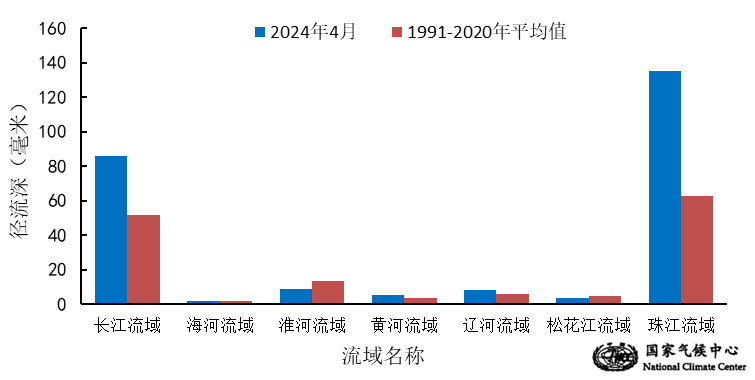 2024年4月 1991-2020年平均值
径流深（毫米）
160
140
120
100
80
60
40
20
0
长江流域 海河流域 淮河流域 黄河流域 辽河流域 松花江流域 珠江流域
流域名称
国家气候中心
National Climate Center